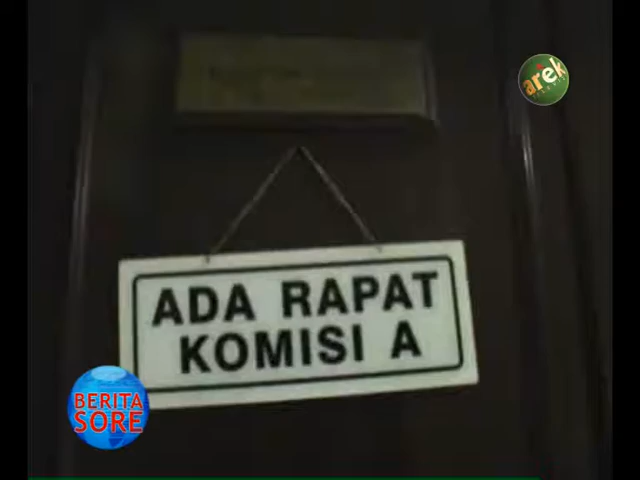 arek
ADA RAPAT
KOMISI A
BERITA
SORE